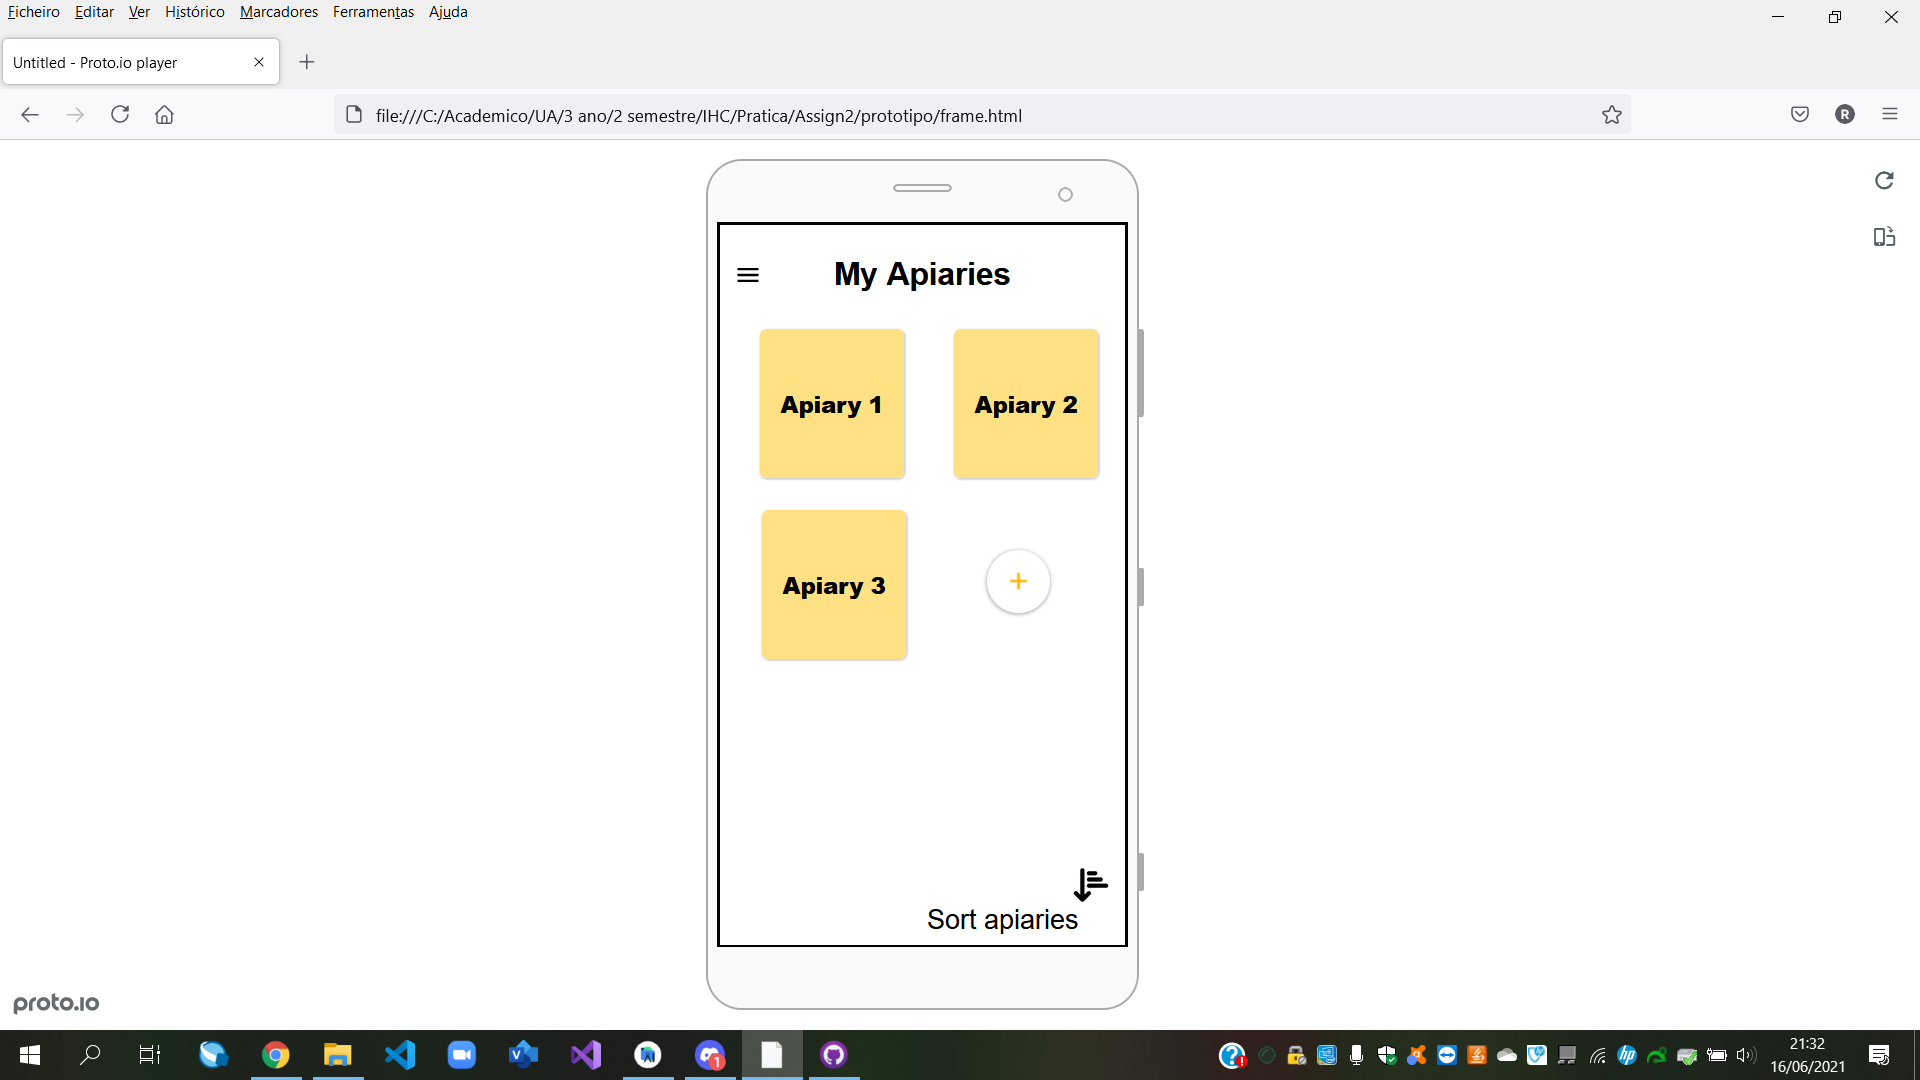 Ficheiro Editar Ver Histórico Marcadores Ferramentas Ajuda
Untitled - Proto.io player
file:///C:/Academico/UA/3 ano/2 semestre/IHC/Pratica/Assign2/prototipo/frame.html
R
My Apiaries
Apiary 1
Apiary 2
Apiary 3
Sort apiaries
proto.io
21:32
16/06/2021